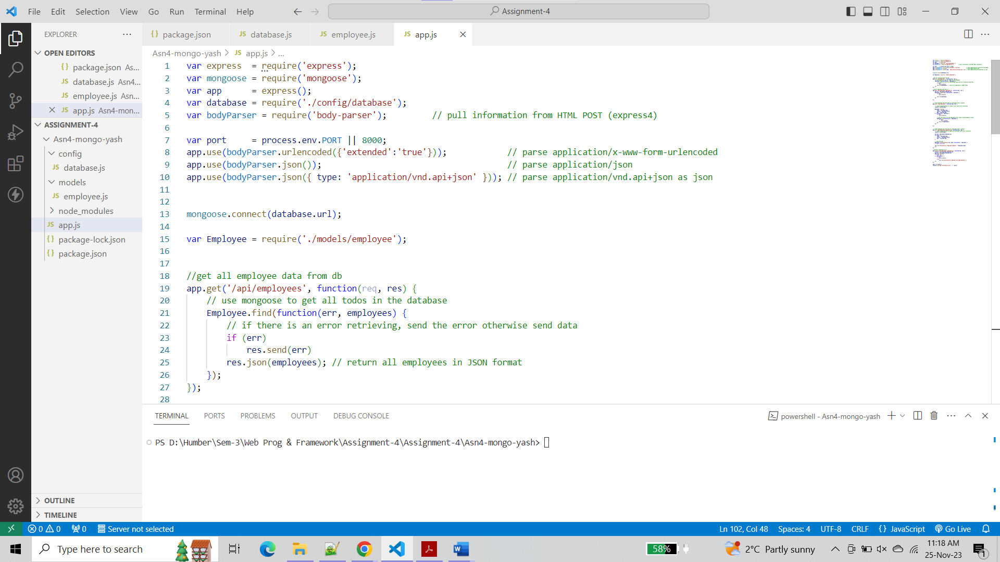 File Edit Selection View Go Run Terminal Help
Assignment-4
EXPLORER
OPEN EDITORS
{} package.json As...
JS database.js Asn4...
JS employee.js Asn...
JS app.js Asn4-mon...
ASSIGNMENT-4
Asn4-mongo-yash
config
JS database.js
models
JS employee.js
node_modules
JS app.js
{} package-lock.json
{} package.json
OUTLINE
TIMELINE
{} package.json JS database.js JS employee.js JS app.js
Asn4-mongo-yash > JS app.js > ...
1 var express  = require('express');
2 var mongoose = require('mongoose');
3 var app      = express();
4 var database = require('./config/database');
5 var bodyParser = require('body-parser');         // pull information from HTML POST (express4)
6
7 var port     = process.env.PORT || 8000;
8 app.use(bodyParser.urlencoded({'extended':'true'}));            // parse application/x-www-form-urlencoded
9 app.use(bodyParser.json());                                     // parse application/json
10 app.use(bodyParser.json({ type: 'application/vnd.api+json' })); // parse application/vnd.api+json as json
11
12
13 mongoose.connect(database.url);
14
15 var Employee = require('./models/employee');
16
17
18 //get all employee data from db
19 app.get('/api/employees', function(req, res) {
20     // use mongoose to get all todos in the database
21     Employee.find(function(err, employees) {
22         // if there is an error retrieving, send the error otherwise send data
23         if (err)
24             res.send(err)
25         res.json(employees); // return all employees in JSON format
26     });
27 });
28
TERMINAL PORTS PROBLEMS OUTPUT DEBUG CONSOLE
powershell - Asn4-mongo-yash
PS D:\Humber\Sem-3\Web Prog & Framework\Assignment-4\Assignment-4\Asn4-mongo-yash>
0 0 0 Server not selected
Ln 102, Col 48 Spaces: 4 UTF-8 CRLF {} JavaScript Go Live
Type here to search
58%
2°C Partly sunny
11:18 AM
25-Nov-23
1